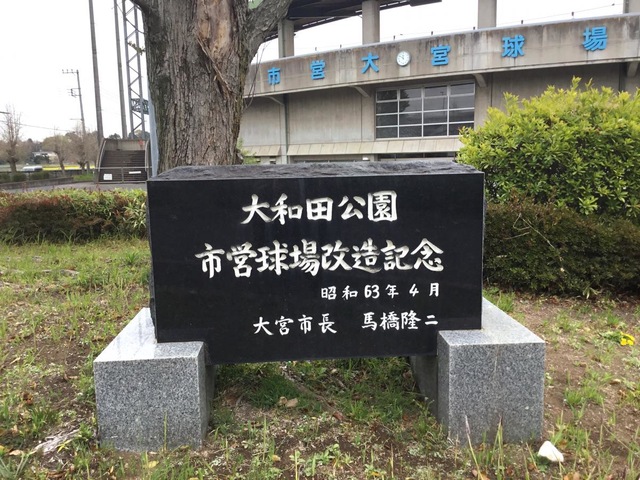 市営大宮球場
大和田公園
市営球場改造記念
昭和63年4月
大宮市長 馬橋隆二